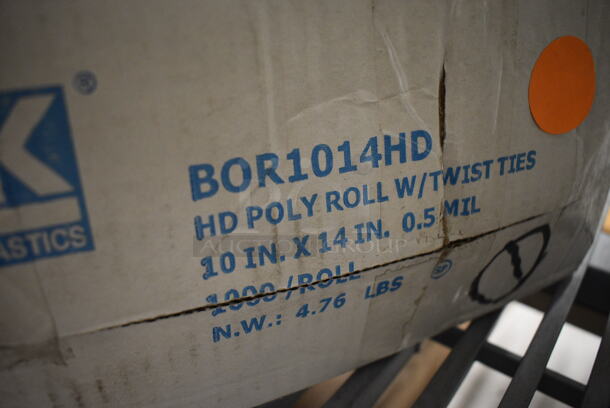 K
®
ASTICS
BOR1014HD
HD POLY ROLL W/TWIST TIES
10 IN. X 14 IN. 0.5 MIL
1000/ROLL
N.W.: 4.76 LBS
SP